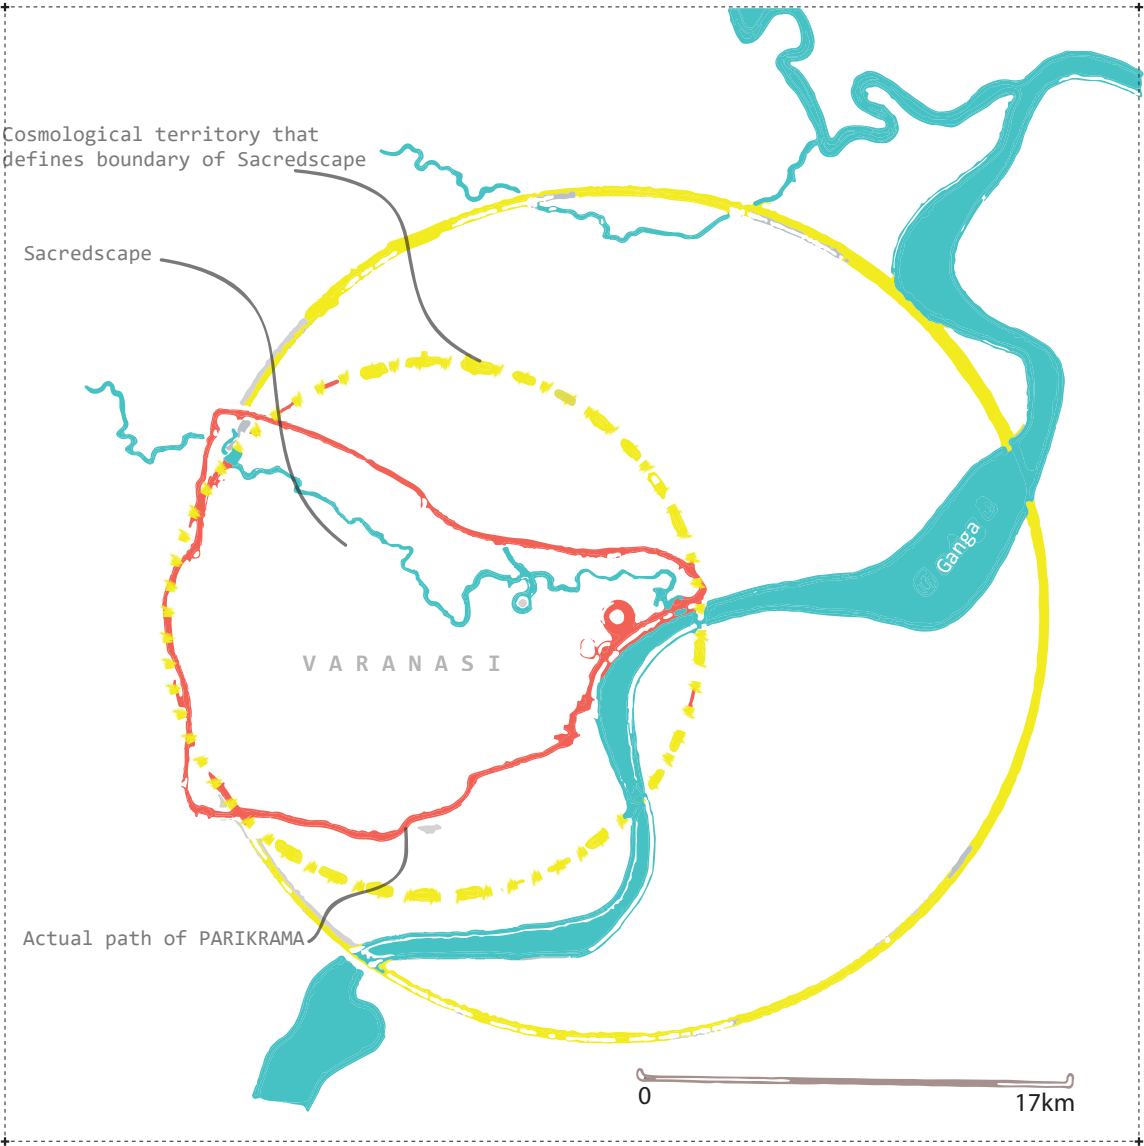 Cosmological territory that
defines boundary of Sacredscape
Sacredscape
Ganga
VARANASI
Actual path of PARIKRAMA
0
17km